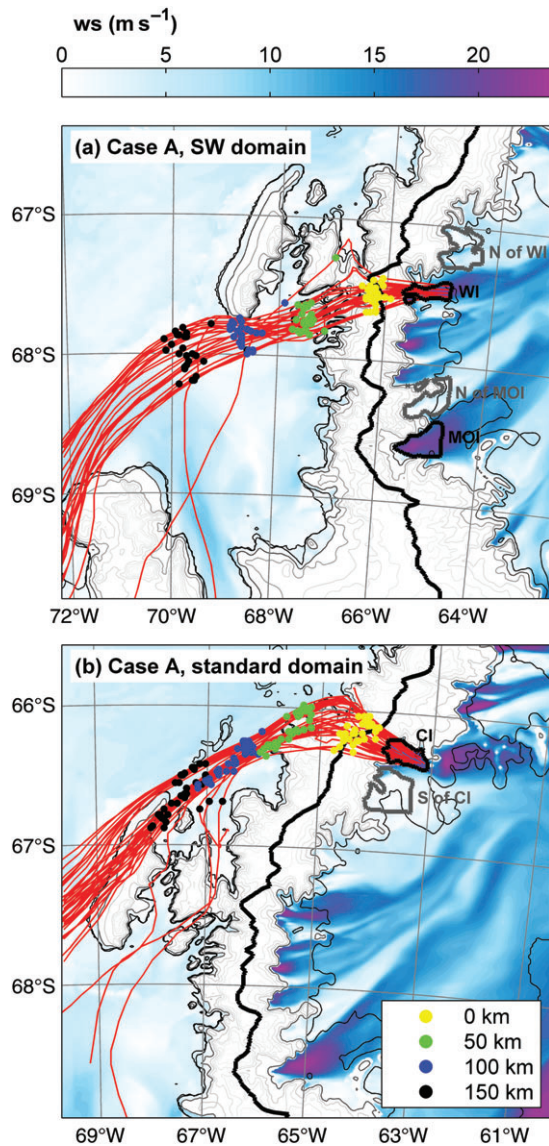 ws (m s⁻¹)
0 5 10 15 20
(a) Case A, SW domain
67°S
N of WI
WI
68°S
N of MOI
MOI
69°S
72°W 70°W 68°W 66°W 64°W
(b) Case A, standard domain
66°S
CI
S of CI
67°S
68°S
0 km
50 km
100 km
150 km
69°W 67°W 65°W 63°W 61°W